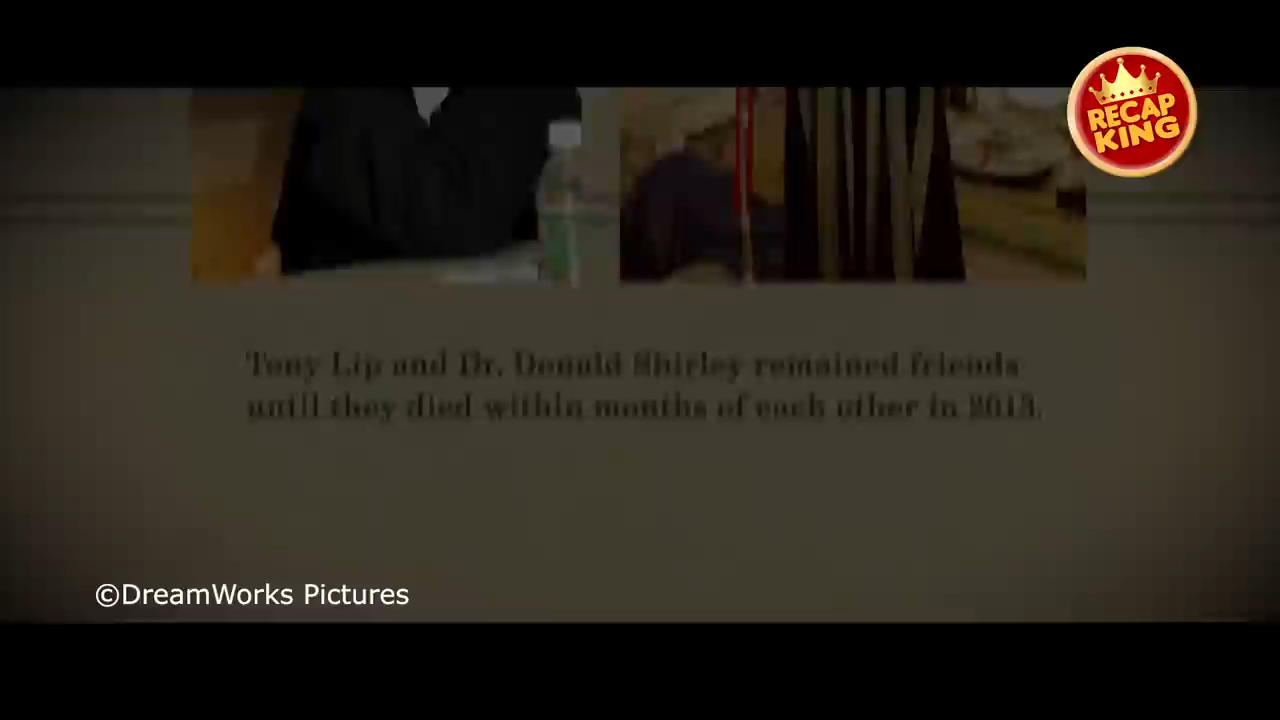 RECAP
KING
Tony Lip and Dr. Donald Shirley remained friends
until they died within months of each other in 2013.
©DreamWorks Pictures